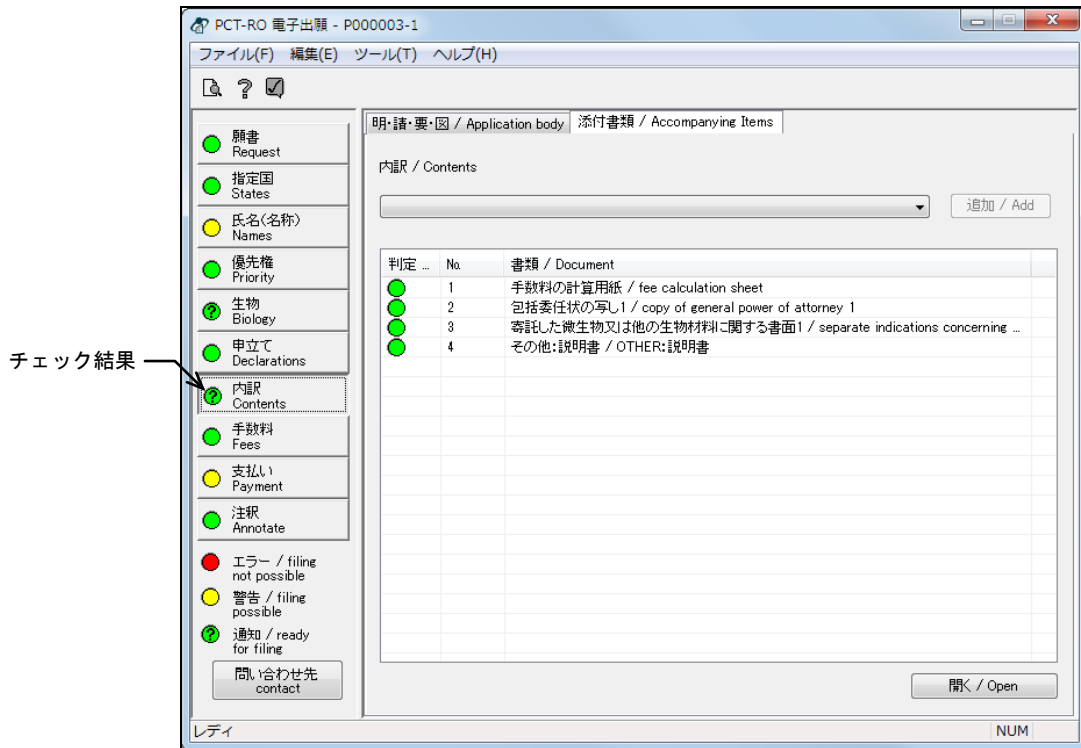 PCT-RO 電子出願 - P000003-1
ファイル(F) 編集(E) ツール(T) ヘルプ(H)
願書
Request
指定国
States
氏名(名称)
Names
優先権
Priority
生物
Biology
申立て
Declarations
内訳
Contents
手数料
Fees
支払い
Payment
注釈
Annotate
エラー / filing
not possible
警告 / filing
possible
通知 / ready
for filing
問い合わせ先
contact
チェック結果
明・請・要・図 / Application body
添付書類 / Accompanying Items
内訳 / Contents
追加 / Add
判定 ... No. 書類 / Document
1 手数料の計算用紙 / fee calculation sheet
2 包括委任状の写し1 / copy of general power of attorney 1
3 寄託した微生物又は他の生物材料に関する書面1 / separate indications concerning ...
4 その他:説明書 / OTHER:説明書
開く / Open
レディ
NUM